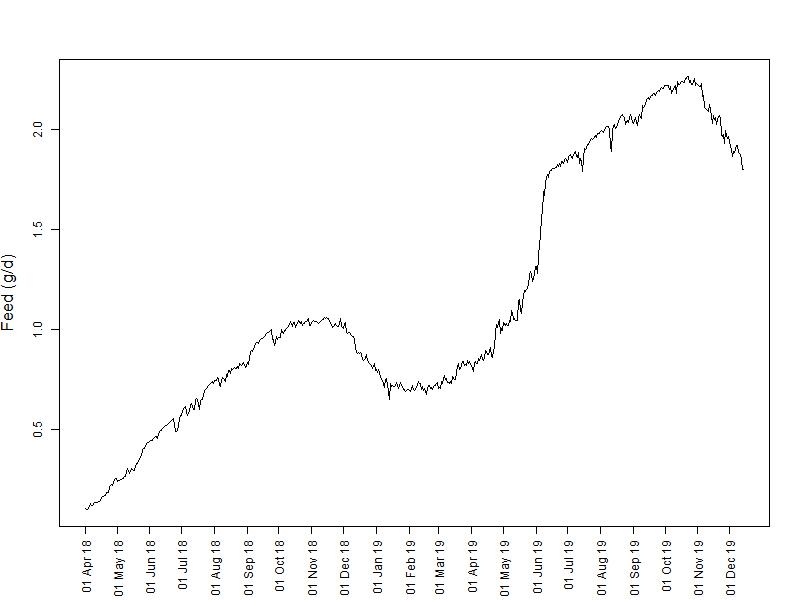 Feed (g/d)
2.0
1.5
1.0
0.5
01 Apr 18
01 May 18
01 Jun 18
01 Jul 18
01 Aug 18
01 Sep 18
01 Oct 18
01 Nov 18
01 Dec 18
01 Jan 19
01 Feb 19
01 Mar 19
01 Apr 19
01 May 19
01 Jun 19
01 Jul 19
01 Aug 19
01 Sep 19
01 Oct 19
01 Nov 19
01 Dec 19